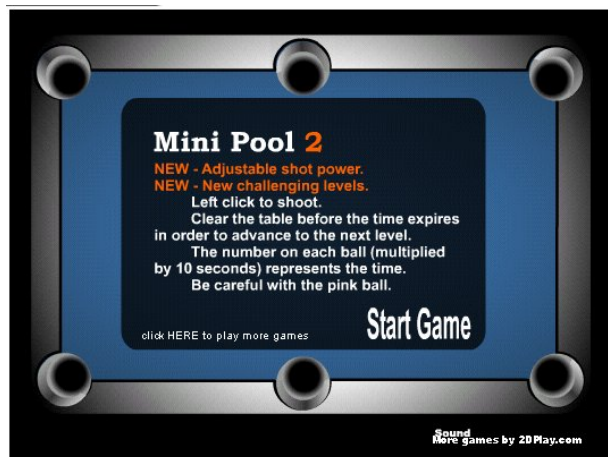 Mini Pool 2
NEW - Adjustable shot power.
NEW - New challenging levels.
Left click to shoot.
Clear the table before the time expires
in order to advance to the next level.
The number on each ball (multiplied
by 10 seconds) represents the time.
Be careful with the pink ball.
Start Game
click HERE to play more games
Sound
More games by 2DPlay.com